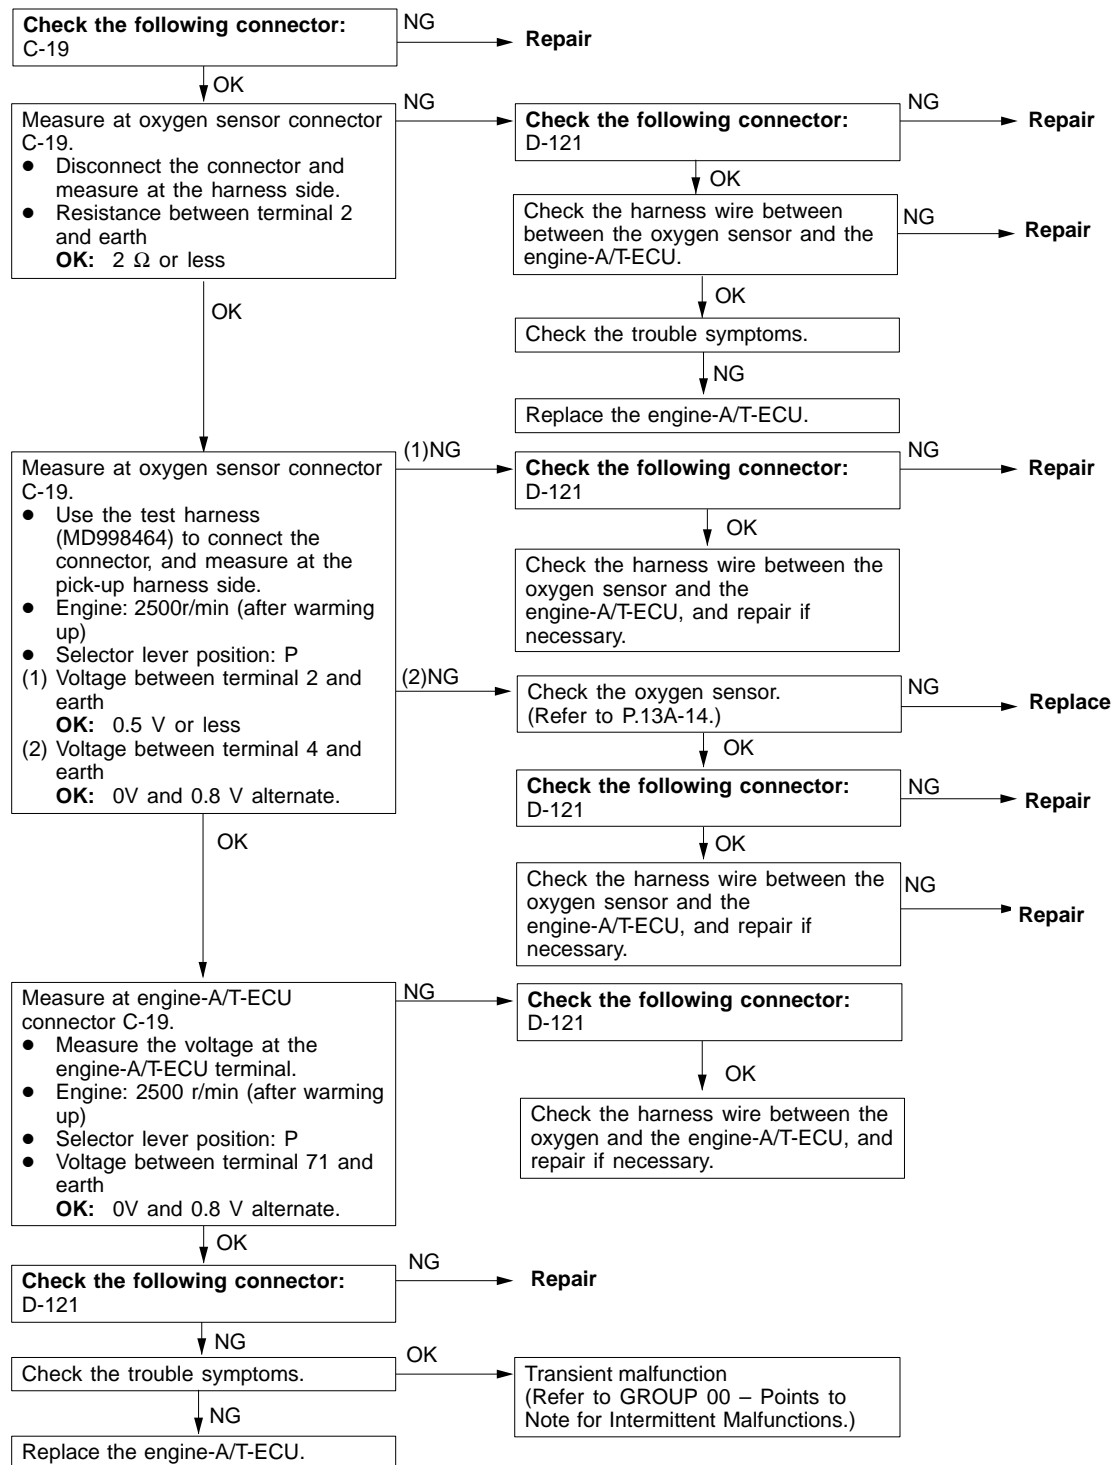 Check the following connector:
C-19
NG
Repair
OK
Measure at oxygen sensor connector
C-19.
● Disconnect the connector and
measure at the harness side.
● Resistance between terminal 2
and earth
OK: 2 Ω or less
NG
Check the following connector:
D-121
NG
Repair
OK
Check the harness wire between
between the oxygen sensor and the
engine-A/T-ECU.
NG
Repair
OK
Check the trouble symptoms.
NG
Replace the engine-A/T-ECU.
OK
Measure at oxygen sensor connector
C-19.
● Use the test harness
(MD998464) to connect the
connector, and measure at the
pick-up harness side.
● Engine: 2500r/min (after warming
up)
● Selector lever position: P
(1) Voltage between terminal 2 and
earth
OK: 0.5 V or less
(2) Voltage between terminal 4 and
earth
OK: 0V and 0.8 V alternate.
(1)NG
Check the following connector:
D-121
NG
Repair
OK
Check the harness wire between the
oxygen sensor and the
engine-A/T-ECU, and repair if
necessary.
(2)NG
Check the oxygen sensor.
(Refer to P.13A-14.)
NG
Replace
OK
Check the following connector:
D-121
NG
Repair
OK
Check the harness wire between the
oxygen sensor and the
engine-A/T-ECU, and repair if
necessary.
NG
Repair
OK
Measure at engine-A/T-ECU
connector C-19.
● Measure the voltage at the
engine-A/T-ECU terminal.
● Engine: 2500 r/min (after warming
up)
● Selector lever position: P
● Voltage between terminal 71 and
earth
OK: 0V and 0.8 V alternate.
NG
Check the following connector:
D-121
OK
Check the harness wire between the
oxygen and the engine-A/T-ECU, and
repair if necessary.
OK
Check the following connector:
D-121
NG
Repair
NG
Check the trouble symptoms.
OK
Transient malfunction
(Refer to GROUP 00 – Points to
Note for Intermittent Malfunctions.)
NG
Replace the engine-A/T-ECU.